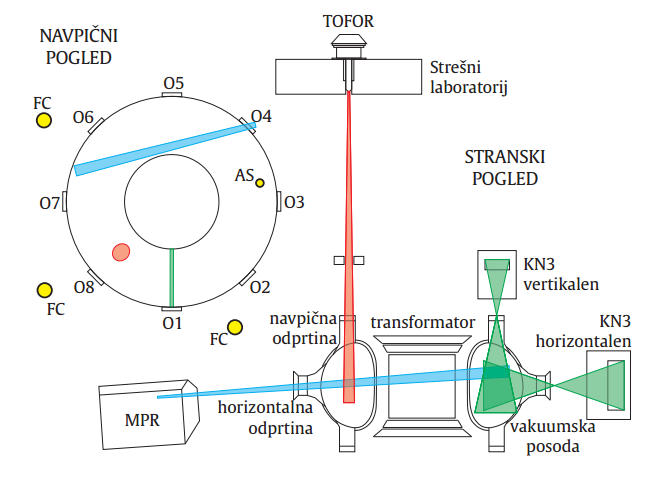 NAVPIČNI
POGLED
TOFOR
Strešni
laboratorij
STRANSKI
POGLED
FC
O6
O5
O4
AS
O7
O3
O8
O2
FC
O1
FC
KN3
vertikalen
KN3
horizontalen
navpična
odprtina
transformator
horizontalna
odprtina
MPR
vakuumska
posoda